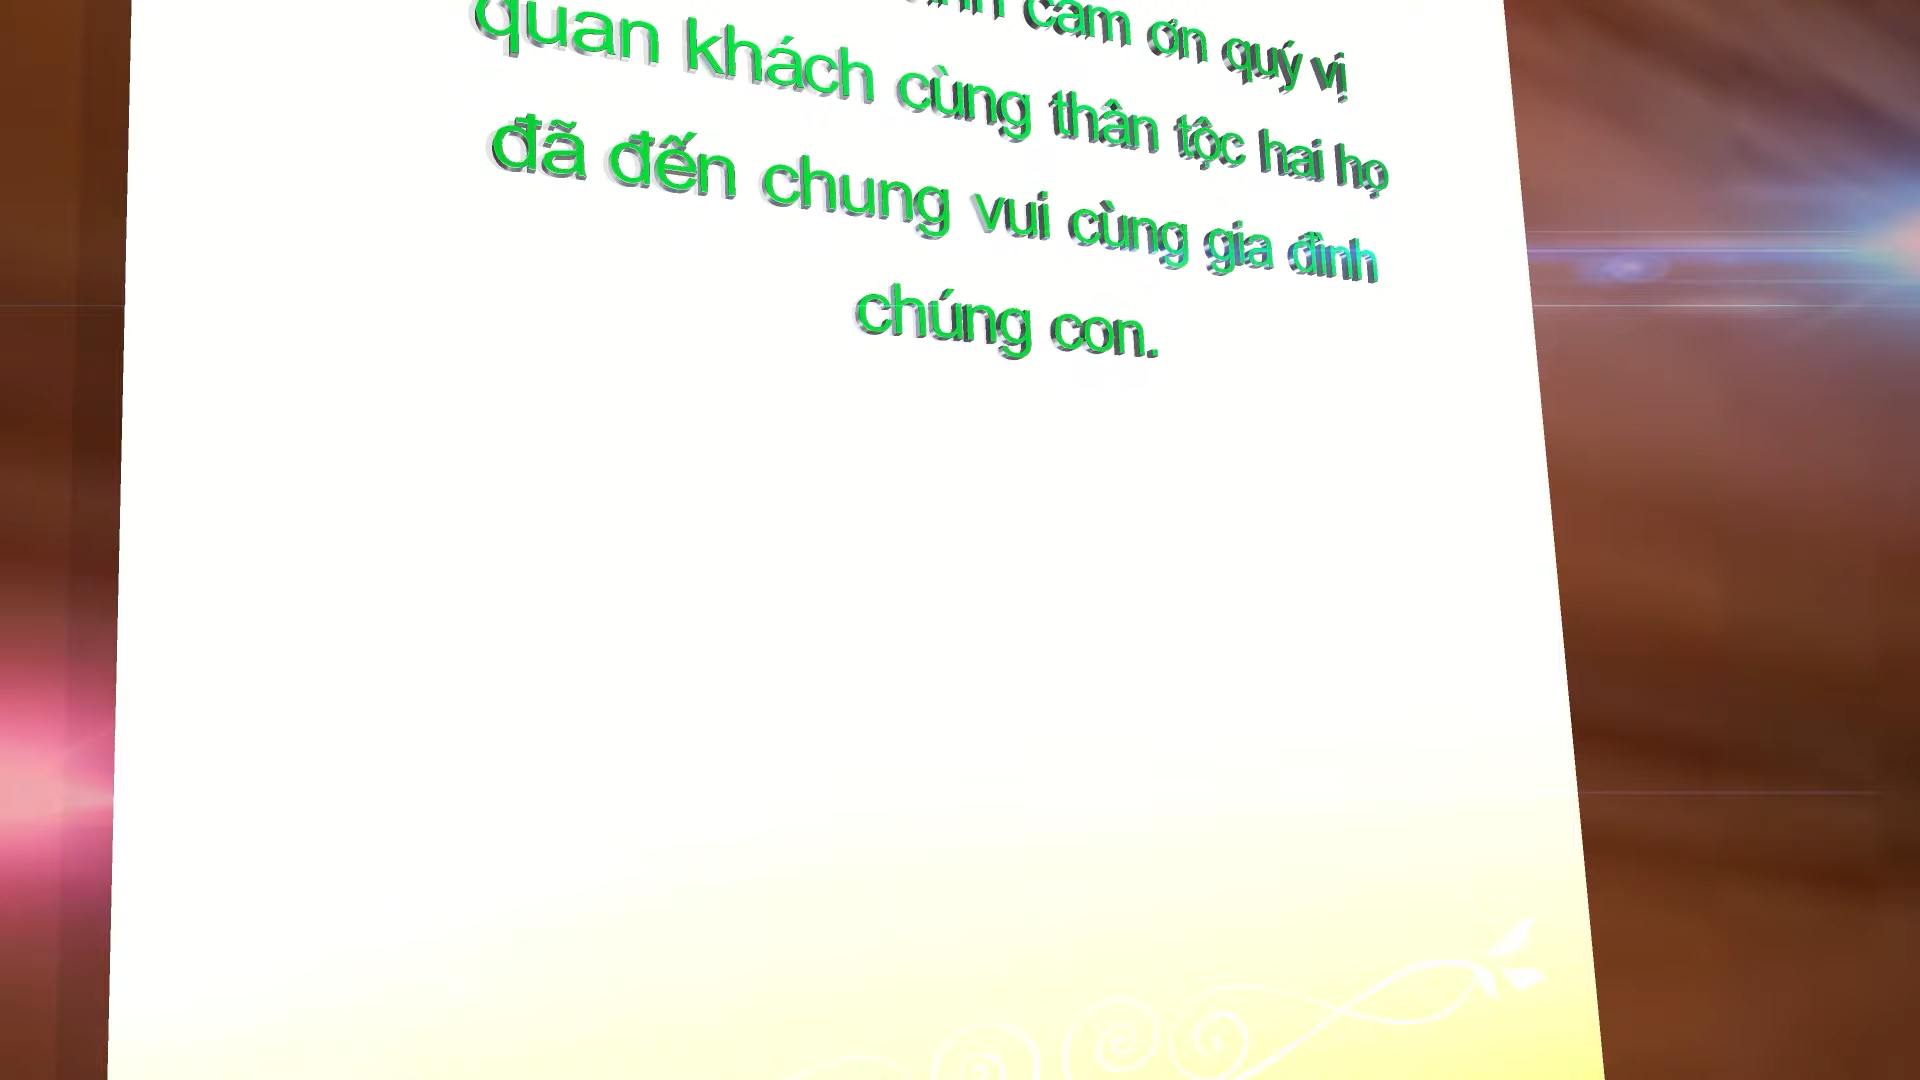 cảm ơn quý vị
quan khách cùng thân tộc hai họ
đã đến chung vui cùng gia đình
chúng con.